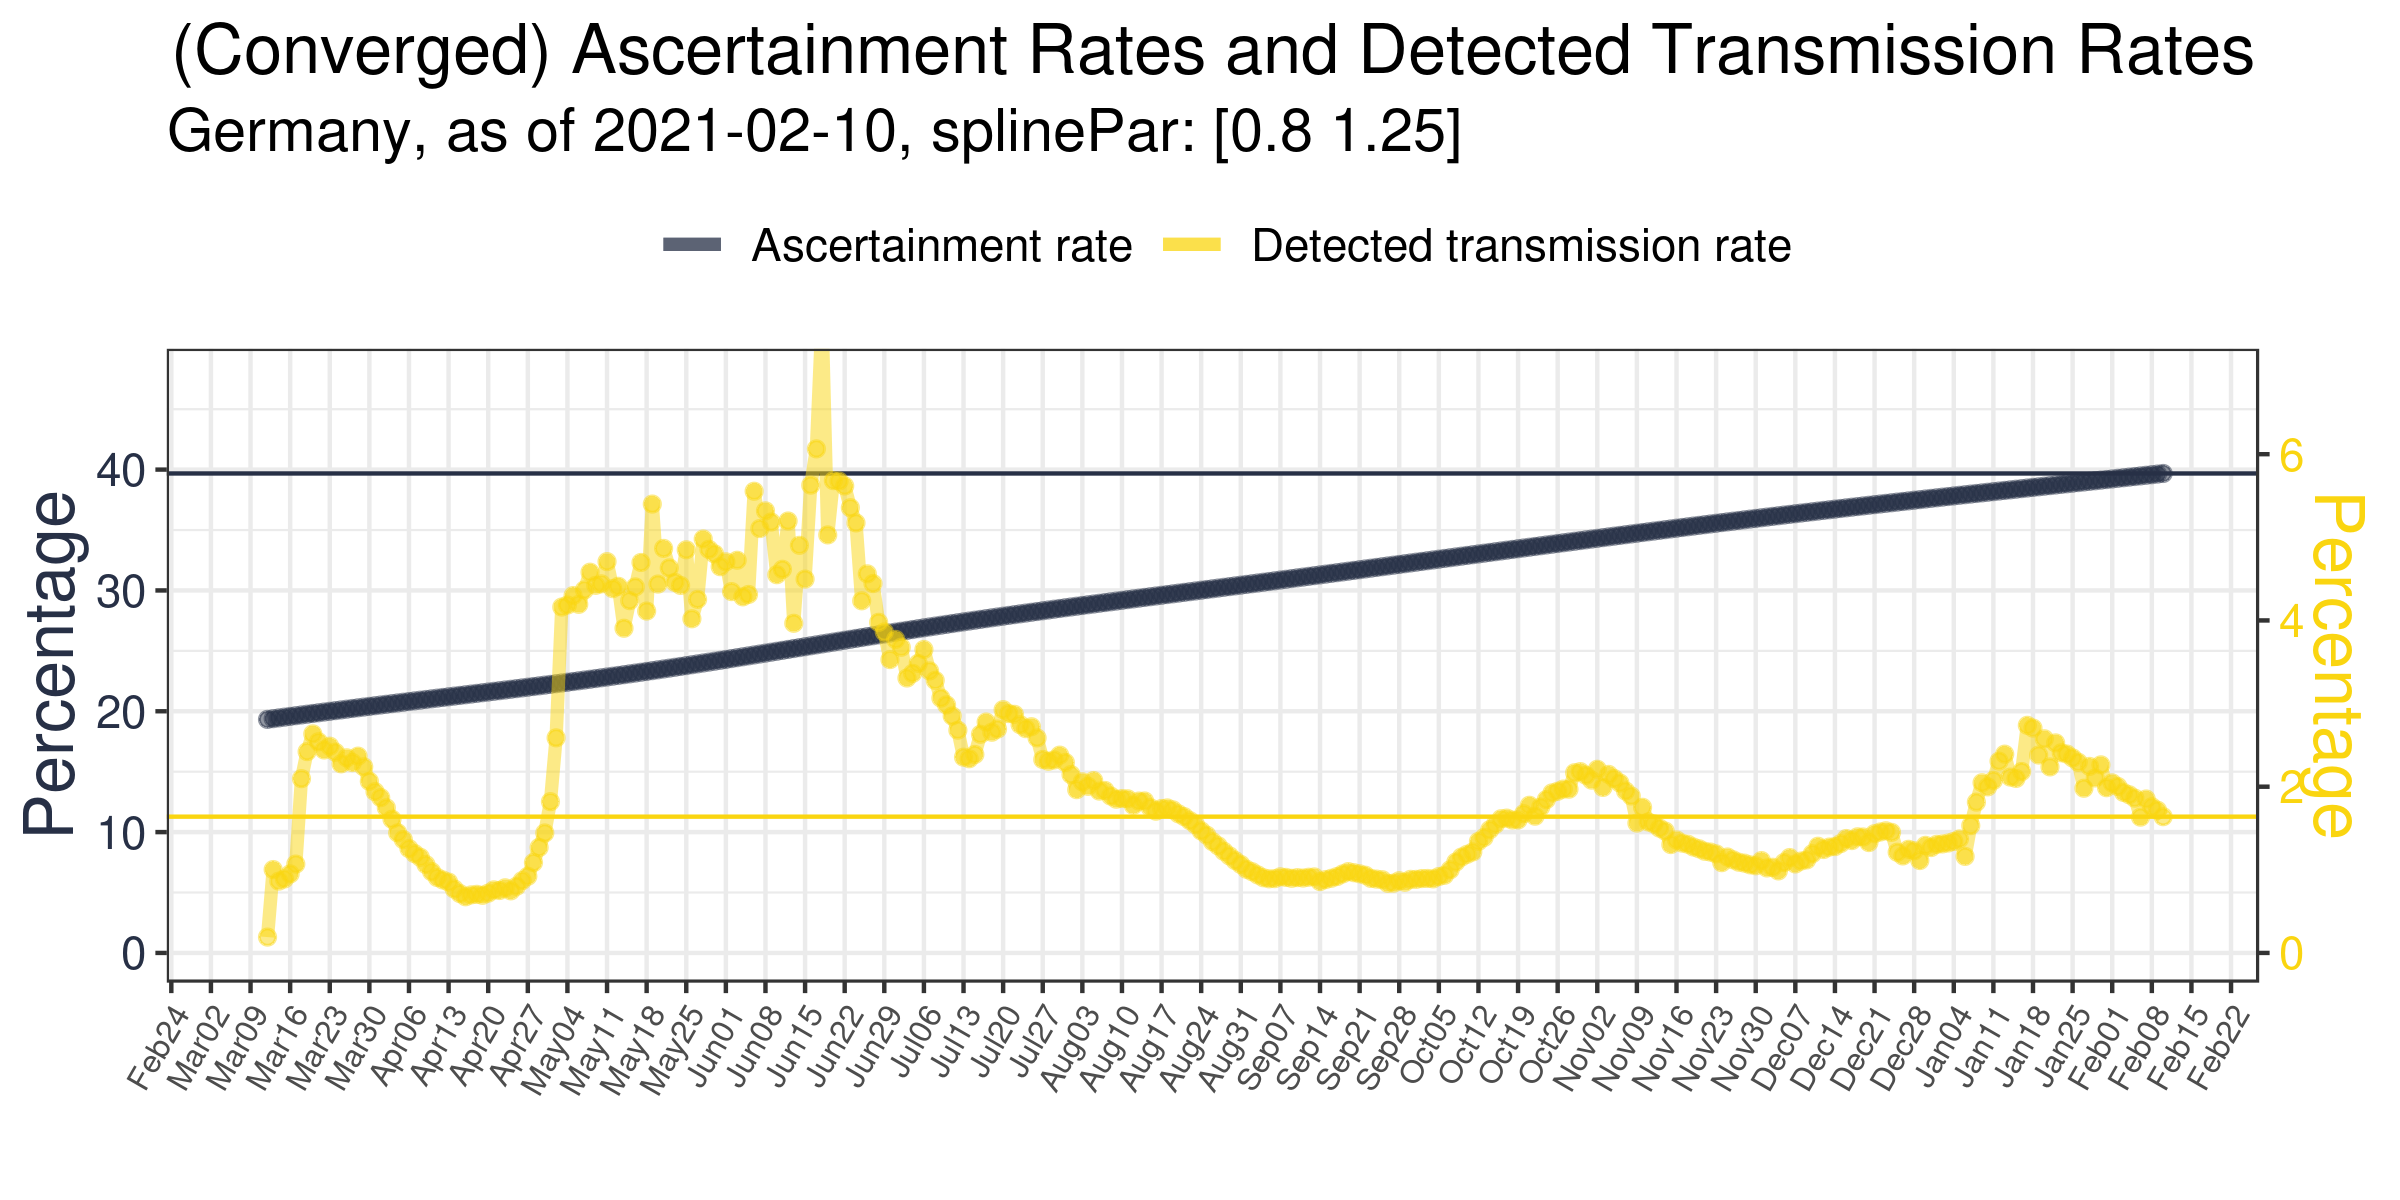 (Converged) Ascertainment Rates and Detected Transmission Rates
Germany, as of 2021-02-10, splinePar: [0.8 1.25]
Ascertainment rate Detected transmission rate
Percentage
40
30
20
10
0
6
4
2
0
Percentage
Feb24 Mar02 Mar09 Mar16 Mar23 Mar30 Apr06 Apr13 Apr20 Apr27 May04 May11 May18 May25 Jun01 Jun08 Jun15 Jun22 Jun29 Jul06 Jul13 Jul20 Jul27 Aug03 Aug10 Aug17 Aug24 Aug31 Sep07 Sep14 Sep21 Sep28 Oct05 Oct12 Oct19 Oct26 Nov02 Nov09 Nov16 Nov23 Nov30 Dec07 Dec14 Dec21 Dec28 Jan04 Jan11 Jan18 Jan25 Feb01 Feb08 Feb15 Feb22